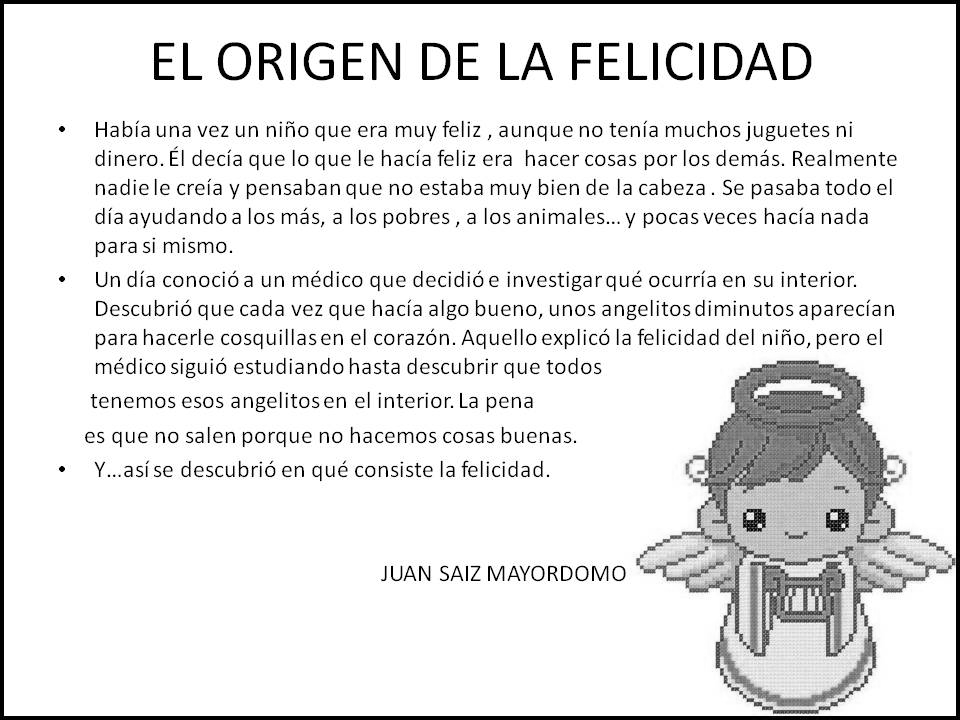 EL ORIGEN DE LA FELICIDAD
• Había una vez un niño que era muy feliz , aunque no tenía muchos juguetes ni
dinero. Él decía que lo que le hacía feliz era hacer cosas por los demás. Realmente
nadie le creía y pensaban que no estaba muy bien de la cabeza . Se pasaba todo el
día ayudando a los más, a los pobres , a los animales... y pocas veces hacía nada
para si mismo.
• Un día conoció a un médico que decidió e investigar qué ocurría en su interior.
Descubrió que cada vez que hacía algo bueno, unos angelitos diminutos aparecían
para hacerle cosquillas en el corazón. Aquello explicó la felicidad del niño, pero el
médico siguió estudiando hasta descubrir que todos
tenemos esos angelitos en el interior. La pena
es que no salen porque no hacemos cosas buenas.
• Y...así se descubrió en qué consiste la felicidad.
JUAN SAIZ MAYORDOMO